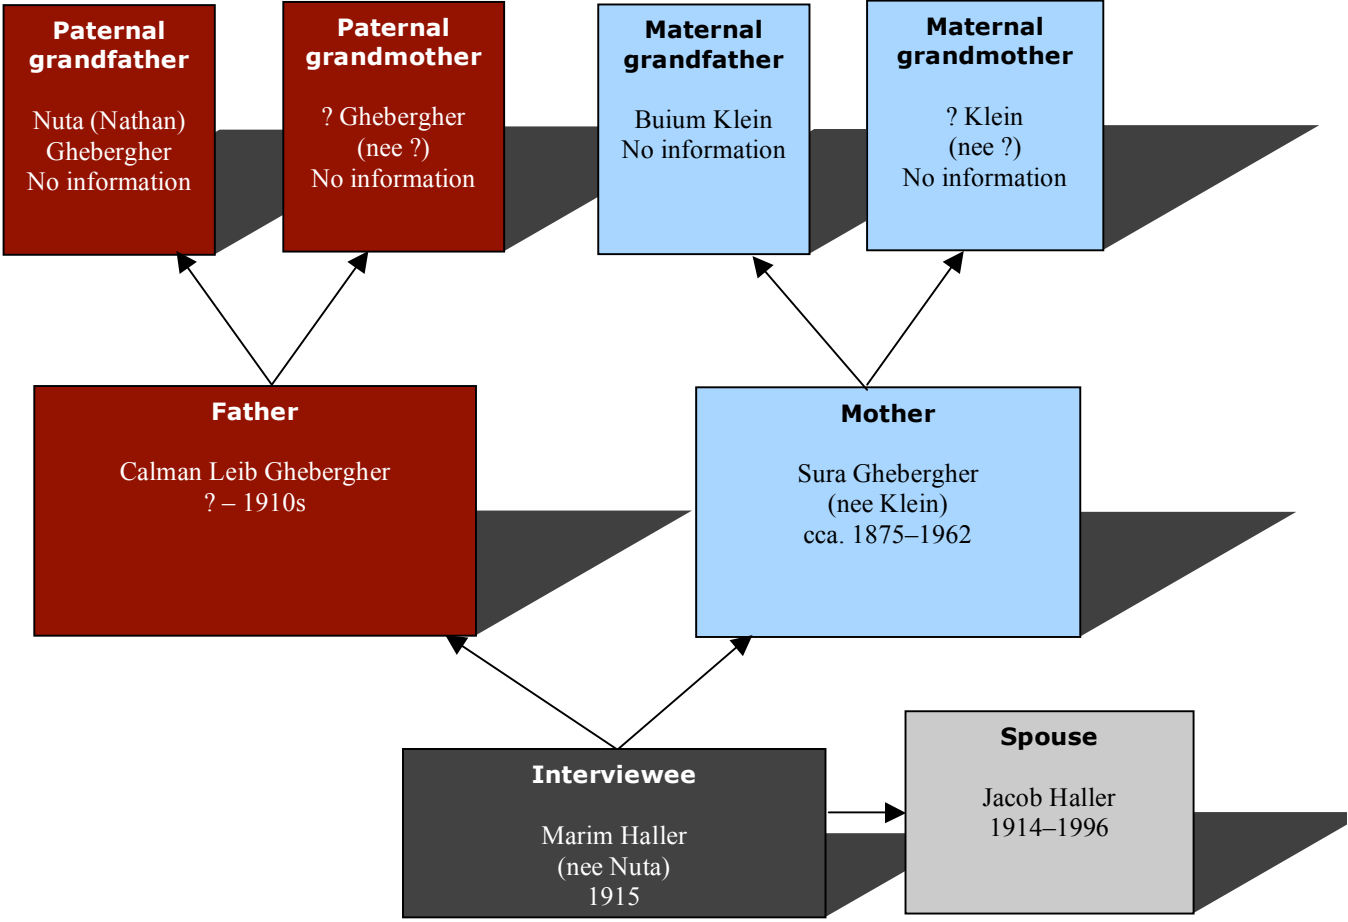 Paternal
grandfather
Nuta (Nathan)
Ghebergher
No information
Paternal
grandmother
? Ghebergher
(nee ?)
No information
Maternal
grandfather
Buium Klein
No information
Maternal
grandmother
? Klein
(nee ?)
No information
Father
Calman Leib Ghebergher
? – 1910s
Mother
Sura Ghebergher
(nee Klein)
cca. 1875–1962
Interviewee
Marim Haller
(nee Nuta)
1915
Spouse
Jacob Haller
1914–1996